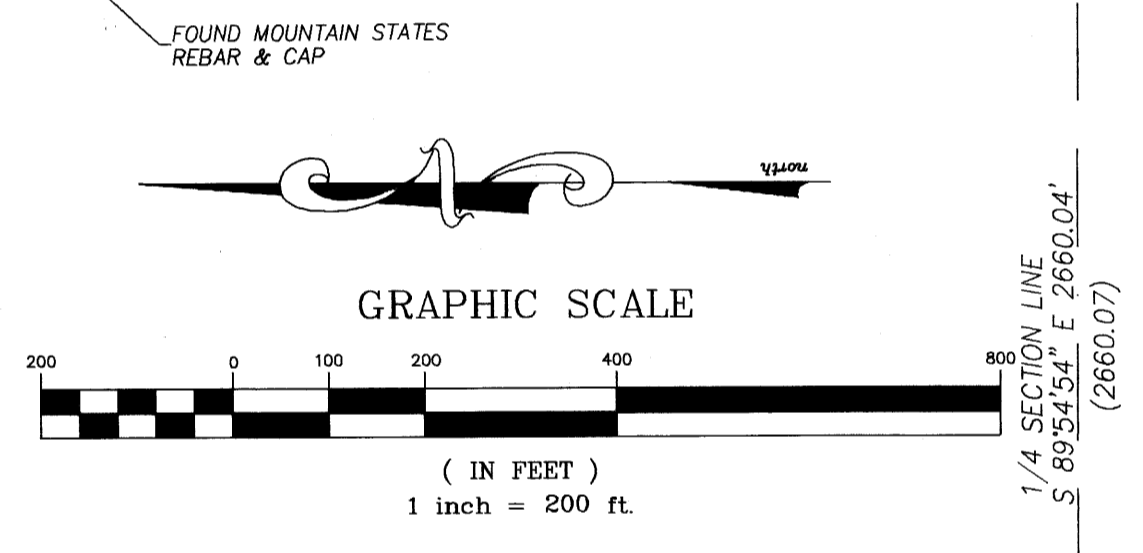 FOUND MOUNTAIN STATES
REBAR & CAP
north
GRAPHIC SCALE
200 0 100 200 400 800
( IN FEET )
1 inch = 200 ft.
1/4 SECTION LINE
S 89°54'54" E 2660.04'
(2660.07)